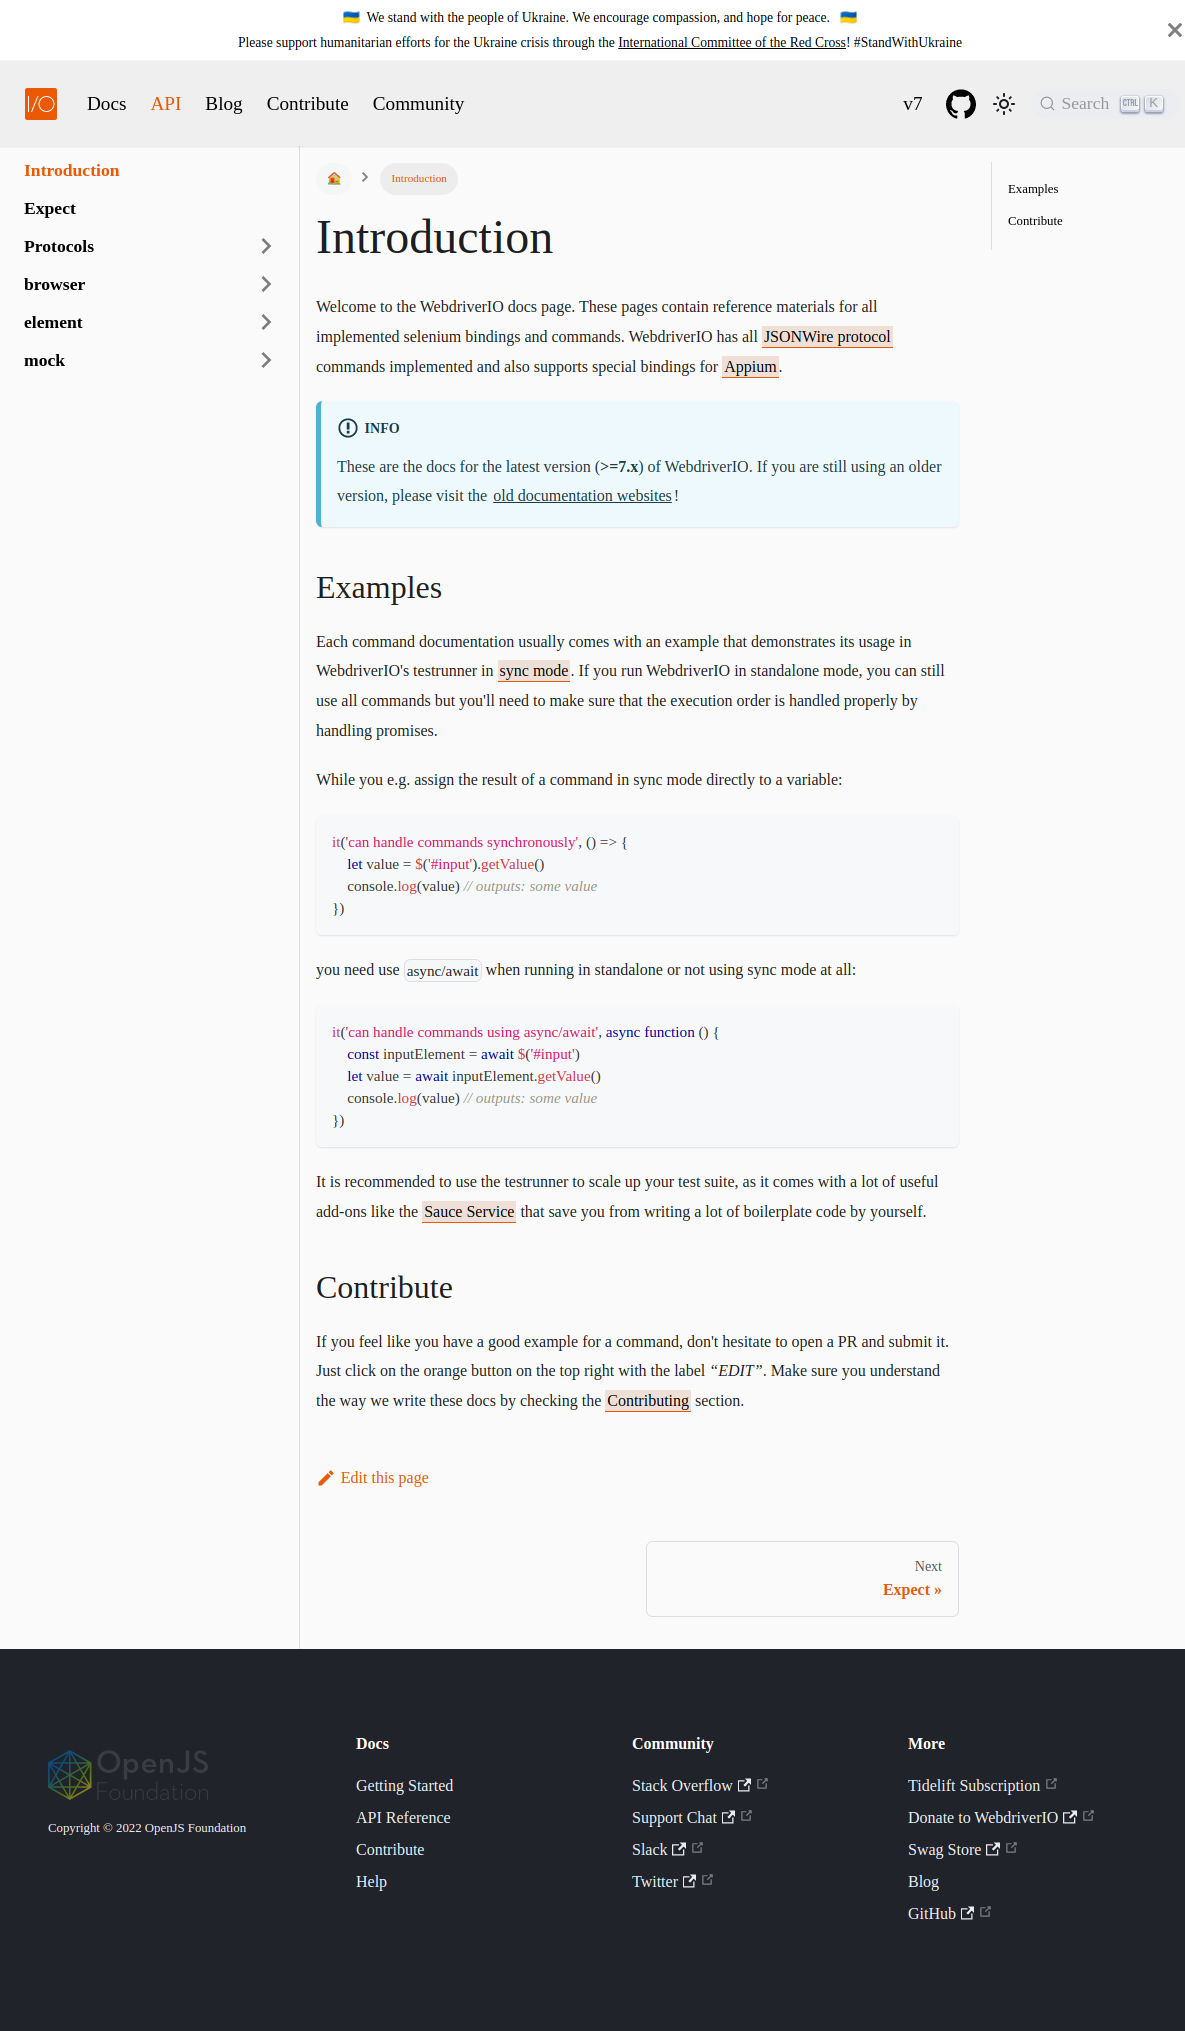 🇺🇦 We stand with the people of Ukraine. We encourage compassion, and hope for peace. 🇺🇦
Please support humanitarian efforts for the Ukraine crisis through the International Committee of the Red Cross! #StandWithUkraine
I/O Docs API Blog Contribute Community v7 Search CTRL K
Introduction
Expect
Protocols
browser
element
mock
🏠 > Introduction
Introduction
Welcome to the WebdriverIO docs page. These pages contain reference materials for all
implemented selenium bindings and commands. WebdriverIO has all JSONWire protocol
commands implemented and also supports special bindings for Appium.
INFO
These are the docs for the latest version (>=7.x) of WebdriverIO. If you are still using an older
version, please visit the old documentation websites!
Examples
Each command documentation usually comes with an example that demonstrates its usage in
WebdriverIO's testrunner in sync mode. If you run WebdriverIO in standalone mode, you can still
use all commands but you'll need to make sure that the execution order is handled properly by
handling promises.
While you e.g. assign the result of a command in sync mode directly to a variable:
it('can handle commands synchronously', () => {
    let value = $('#input').getValue()
    console.log(value) // outputs: some value
})
you need use async/await when running in standalone or not using sync mode at all:
it('can handle commands using async/await', async function () {
    const inputElement = await $('#input')
    let value = await inputElement.getValue()
    console.log(value) // outputs: some value
})
It is recommended to use the testrunner to scale up your test suite, as it comes with a lot of useful
add-ons like the Sauce Service that save you from writing a lot of boilerplate code by yourself.
Contribute
If you feel like you have a good example for a command, don't hesitate to open a PR and submit it.
Just click on the orange button on the top right with the label “EDIT”. Make sure you understand
the way we write these docs by checking the Contributing section.
Edit this page
Next
Expect »
Examples
Contribute
OpenJS
Foundation
Copyright © 2022 OpenJS Foundation
Docs
Getting Started
API Reference
Contribute
Help
Community
Stack Overflow
Support Chat
Slack
Twitter
More
Tidelift Subscription
Donate to WebdriverIO
Swag Store
Blog
GitHub